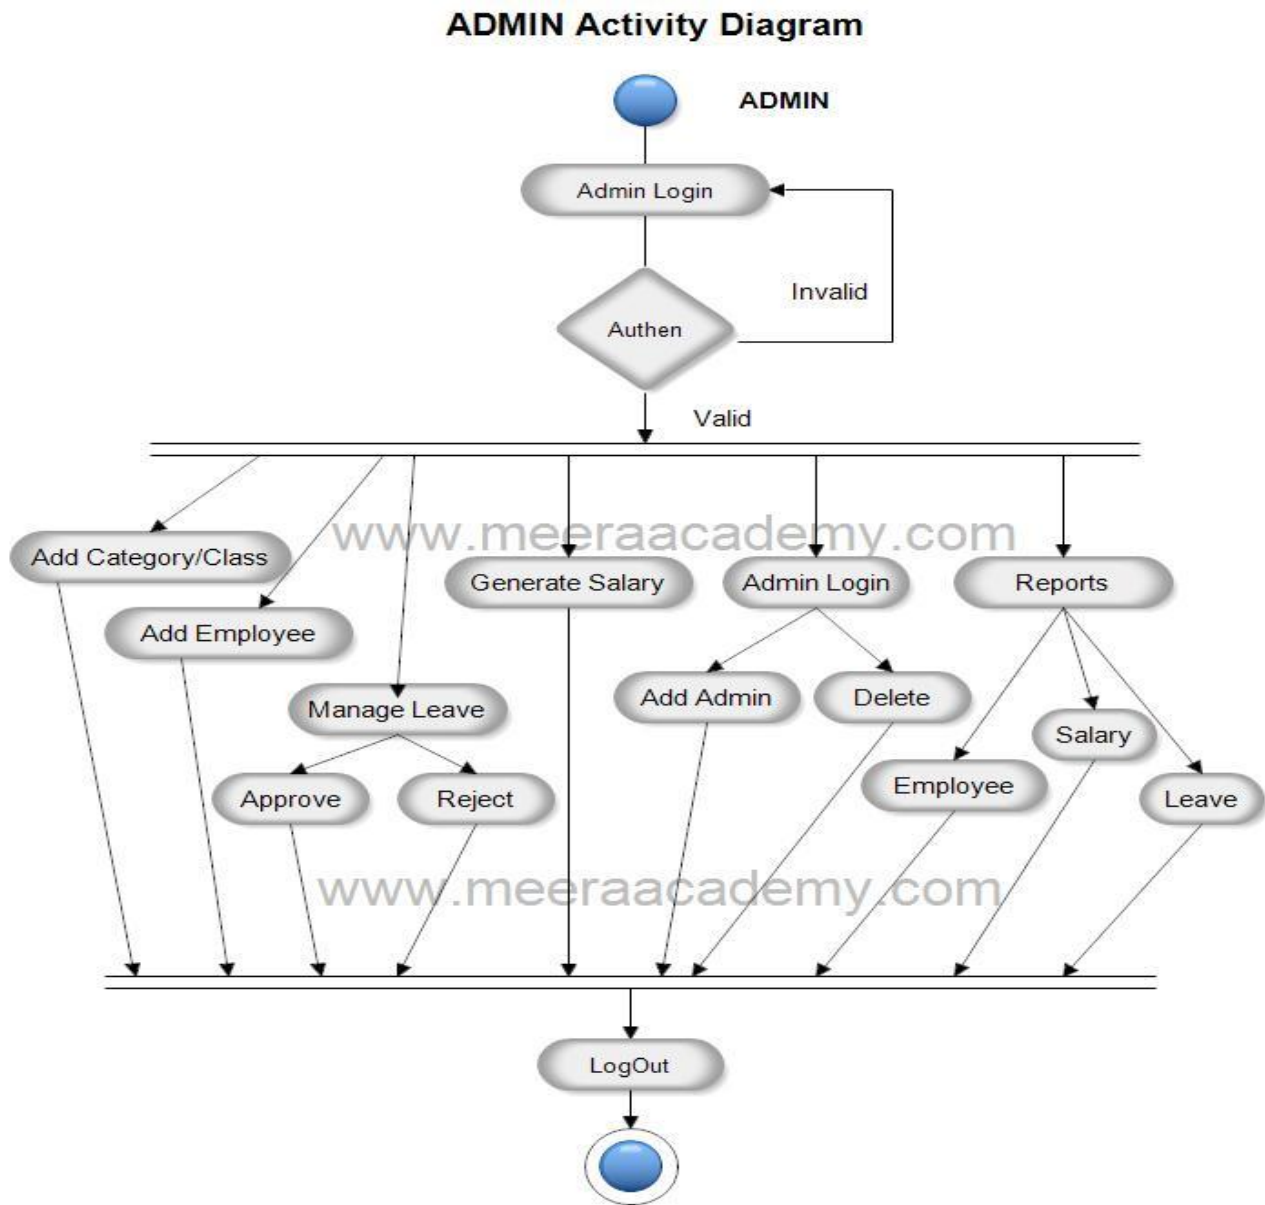 ADMIN Activity Diagram
ADMIN
Admin Login
Invalid
Authen
Valid
www.meeraacademy.com
Add Category/Class
Generate Salary
Admin Login
Reports
Add Employee
Manage Leave
Add Admin
Delete
Salary
Approve
Reject
Employee
Leave
www.meeraacademy.com
LogOut